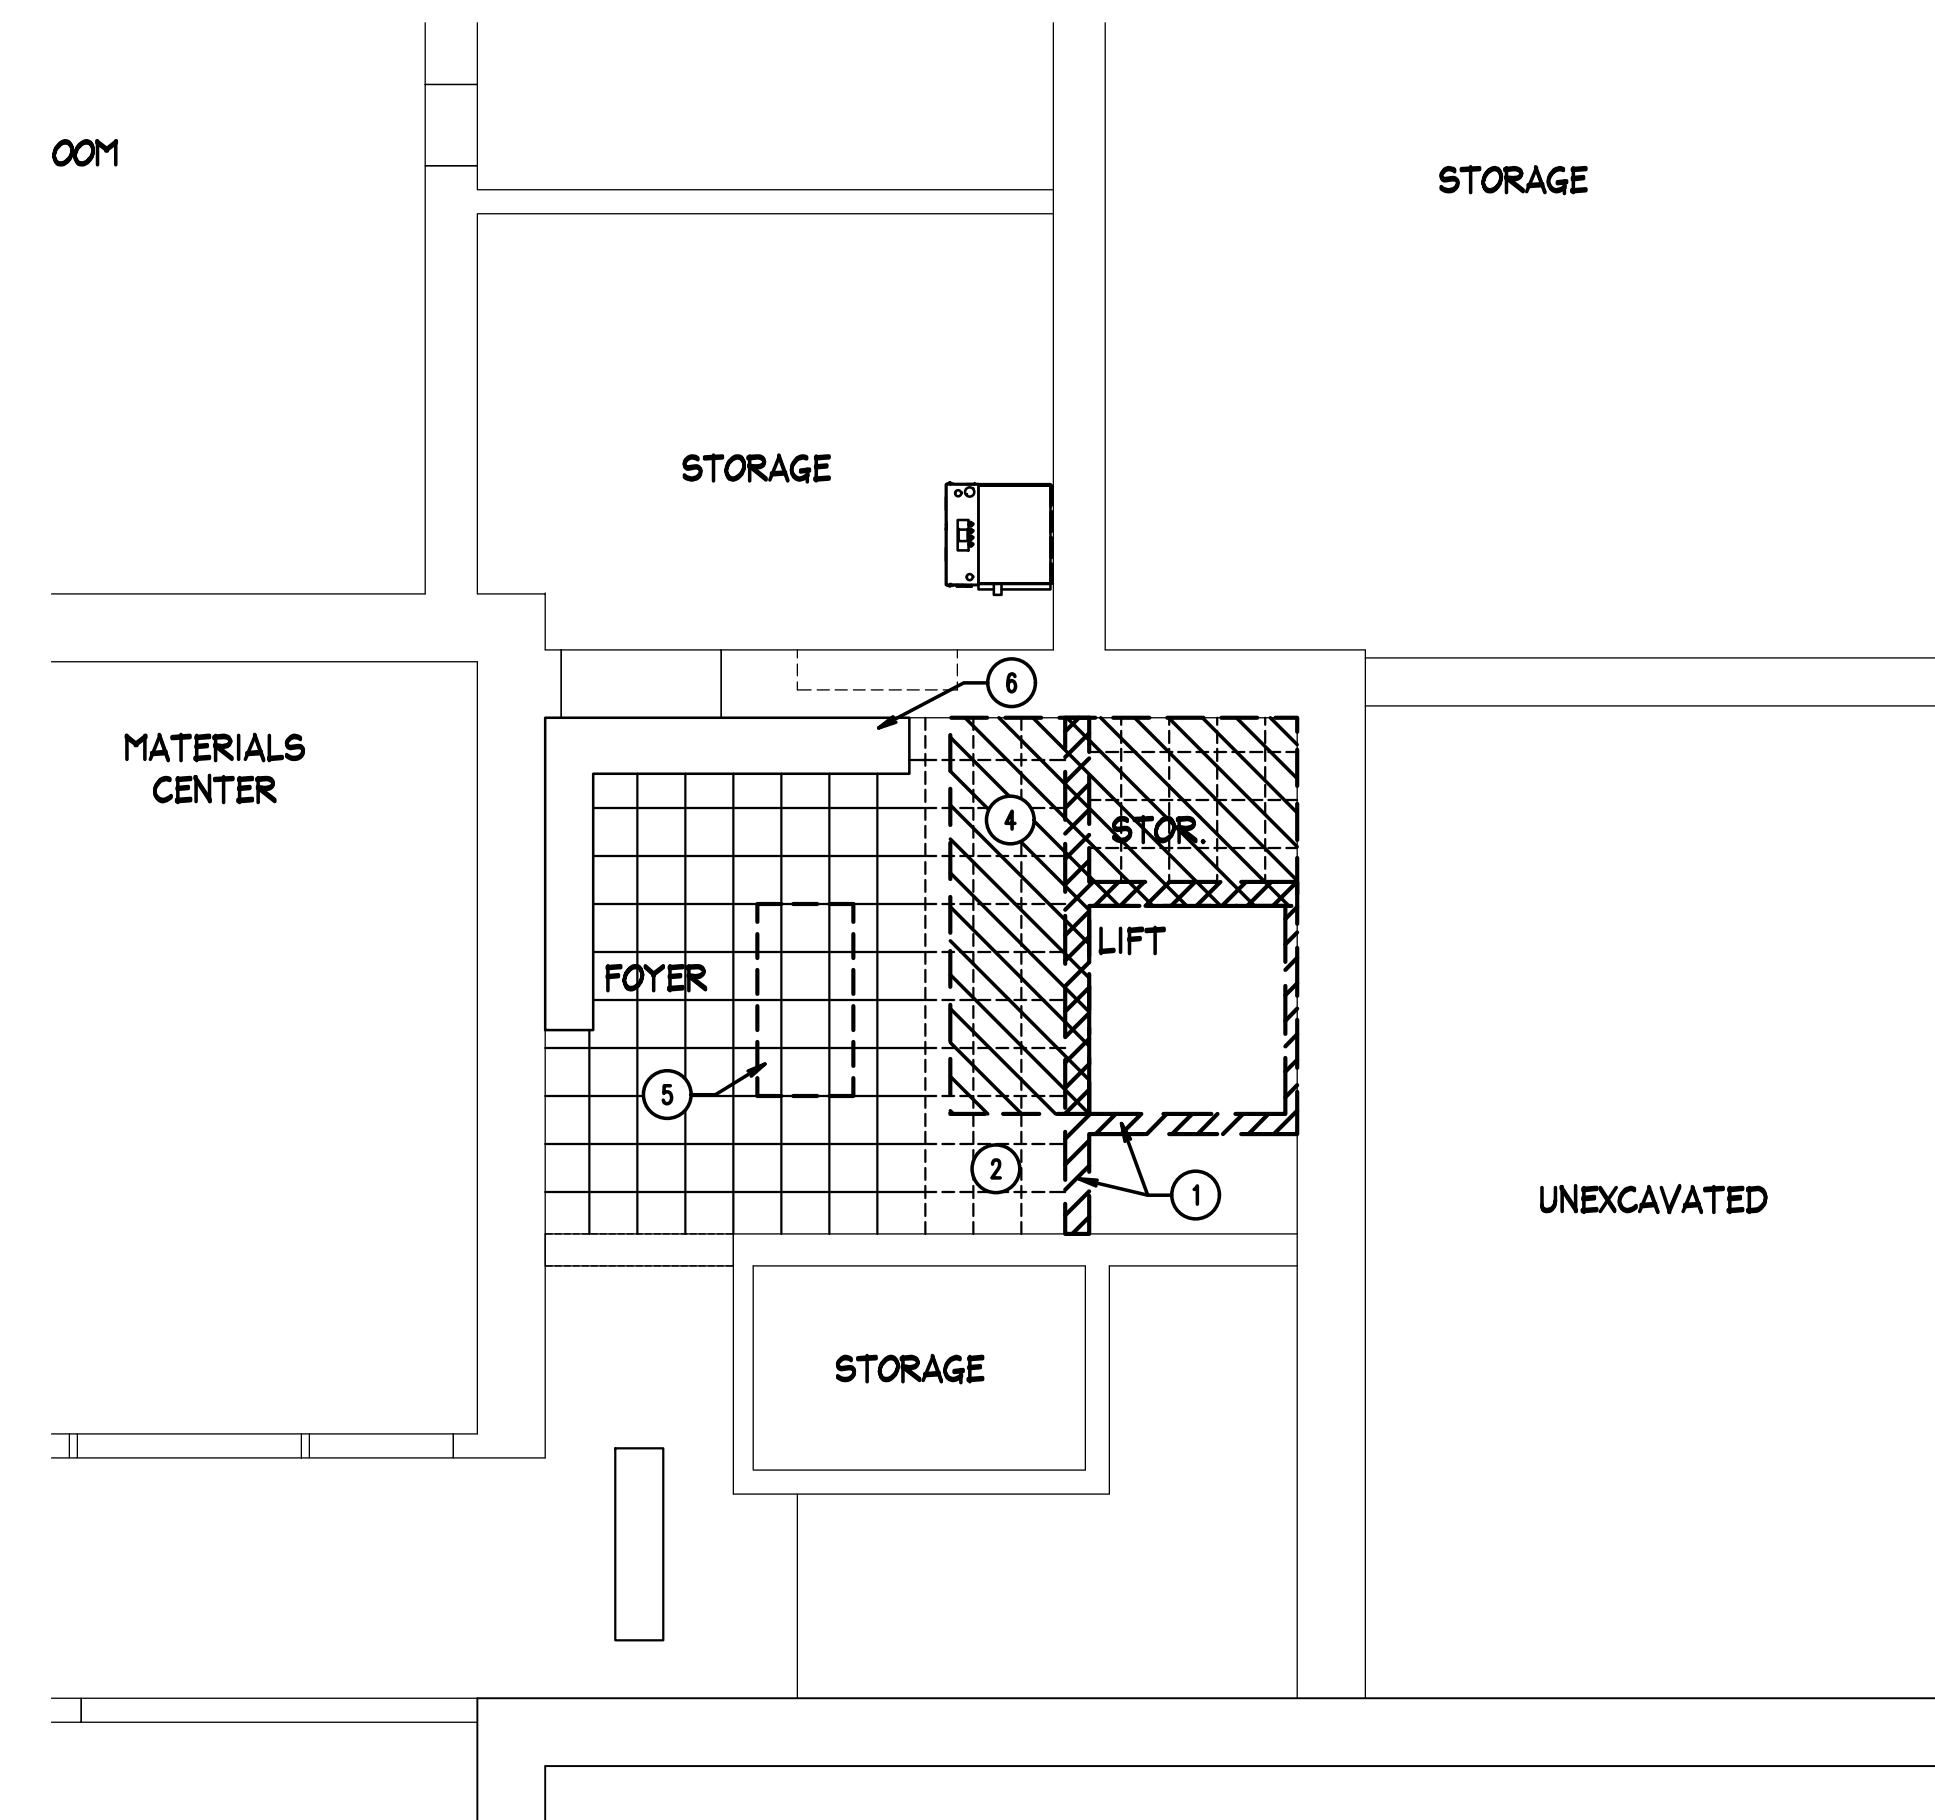 OOM
STORAGE
STORAGE
6
MATERIALS
CENTER
4
STOR.
LIFT
FOYER
5
2
1
UNEXCAVATED
STORAGE